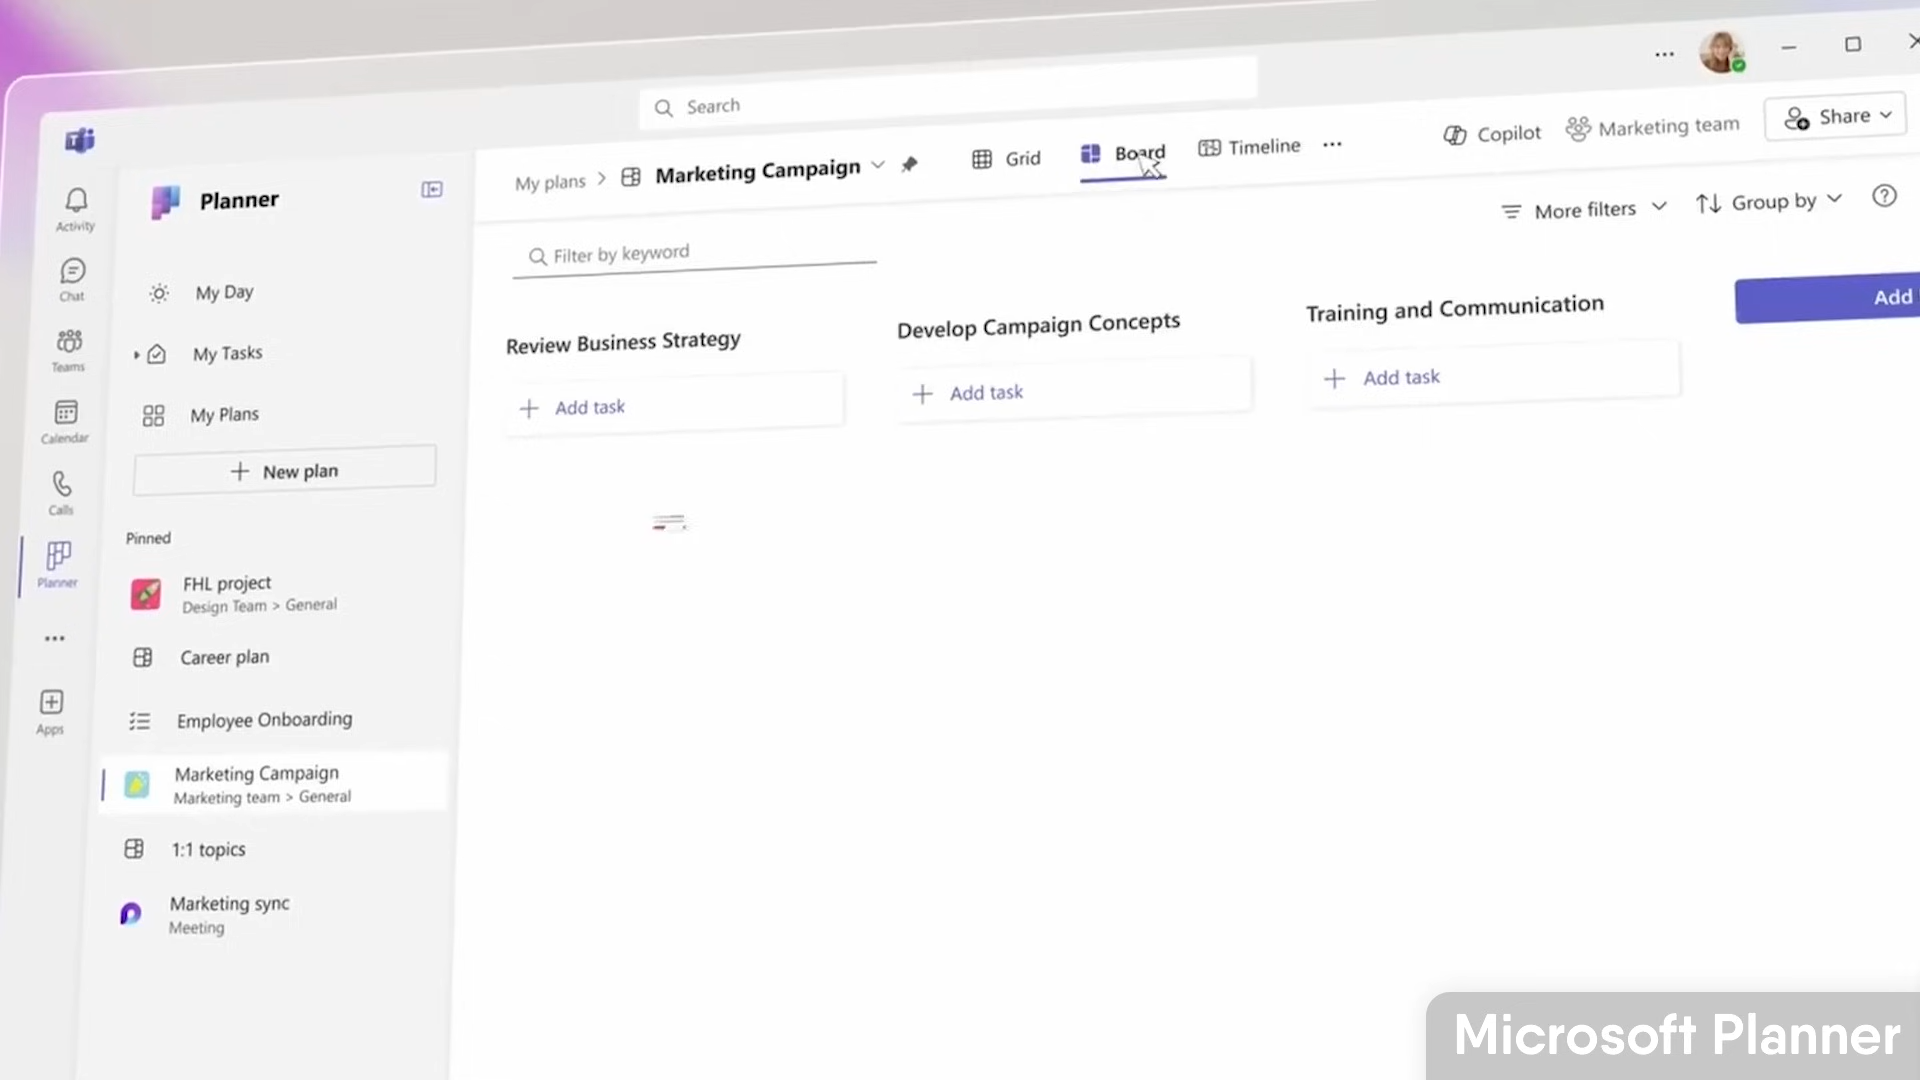 Search
Activity
Chat
Teams
Calendar
Calls
Planner
Apps
Planner
My Day
My Tasks
My Plans
New plan
Pinned
FHL project
Design Team > General
Career plan
Employee Onboarding
Marketing Campaign
Marketing team > General
1:1 topics
Marketing sync
Meeting
My plans > Marketing Campaign
Grid
Board
Timeline
Copilot
Marketing team
Share
Filter by keyword
More filters
Group by
Review Business Strategy
Add task
Develop Campaign Concepts
Add task
Training and Communication
Add task
Add
Microsoft Planner